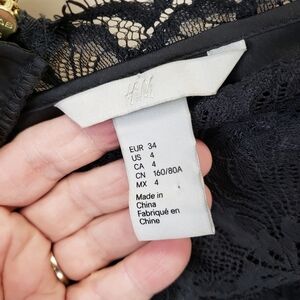 H&M
EUR 34
US 4
CA 4
CN 160/80A
MX 4
Made in
China
Fabriqué en
Chine